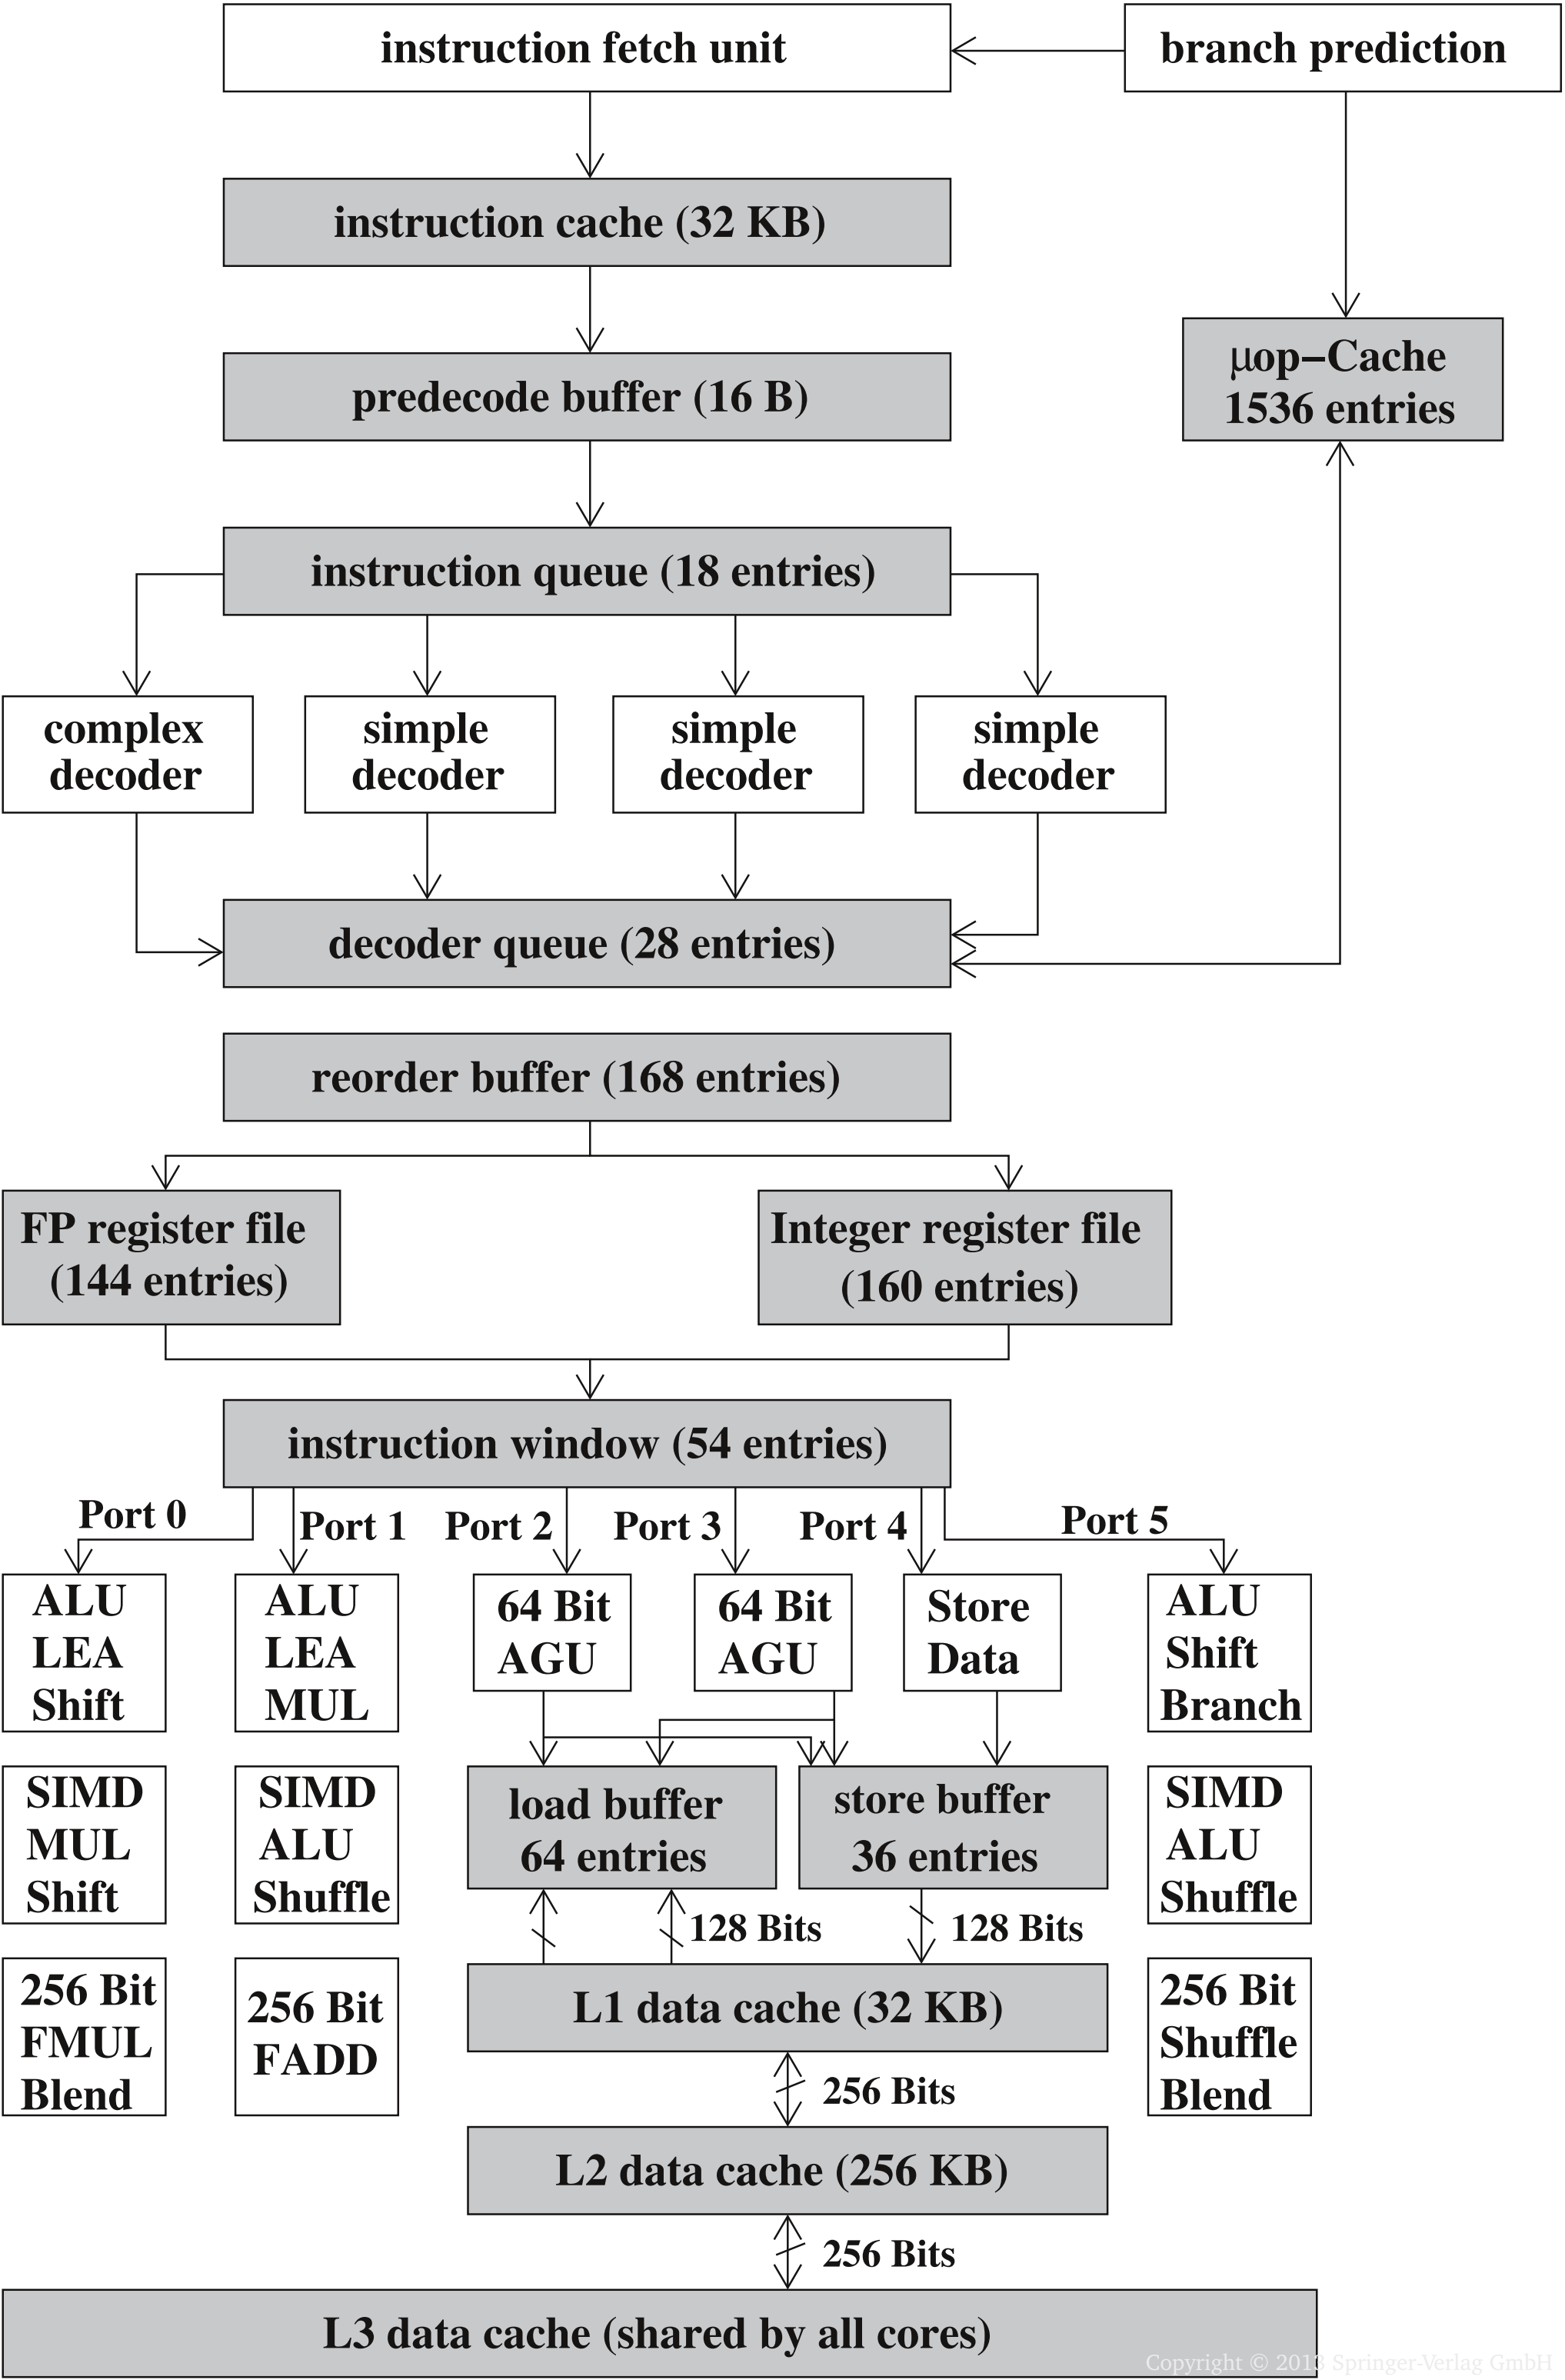 instruction fetch unit
branch prediction
instruction cache (32 KB)
μop–Cache
1536 entries
predecode buffer (16 B)
instruction queue (18 entries)
complex
decoder
simple
decoder
simple
decoder
simple
decoder
decoder queue (28 entries)
reorder buffer (168 entries)
FP register file
(144 entries)
Integer register file
(160 entries)
instruction window (54 entries)
Port 0
Port 1
Port 2
Port 3
Port 4
Port 5
ALU
LEA
Shift
ALU
LEA
MUL
64 Bit
AGU
64 Bit
AGU
Store
Data
ALU
Shift
Branch
SIMD
MUL
Shift
SIMD
ALU
Shuffle
load buffer
64 entries
store buffer
36 entries
SIMD
ALU
Shuffle
128 Bits
128 Bits
256 Bit
FMUL
Blend
256 Bit
FADD
L1 data cache (32 KB)
256 Bit
Shuffle
Blend
256 Bits
L2 data cache (256 KB)
256 Bits
L3 data cache (shared by all cores)
Copyright © 2013 Springer-Verlag GmbH